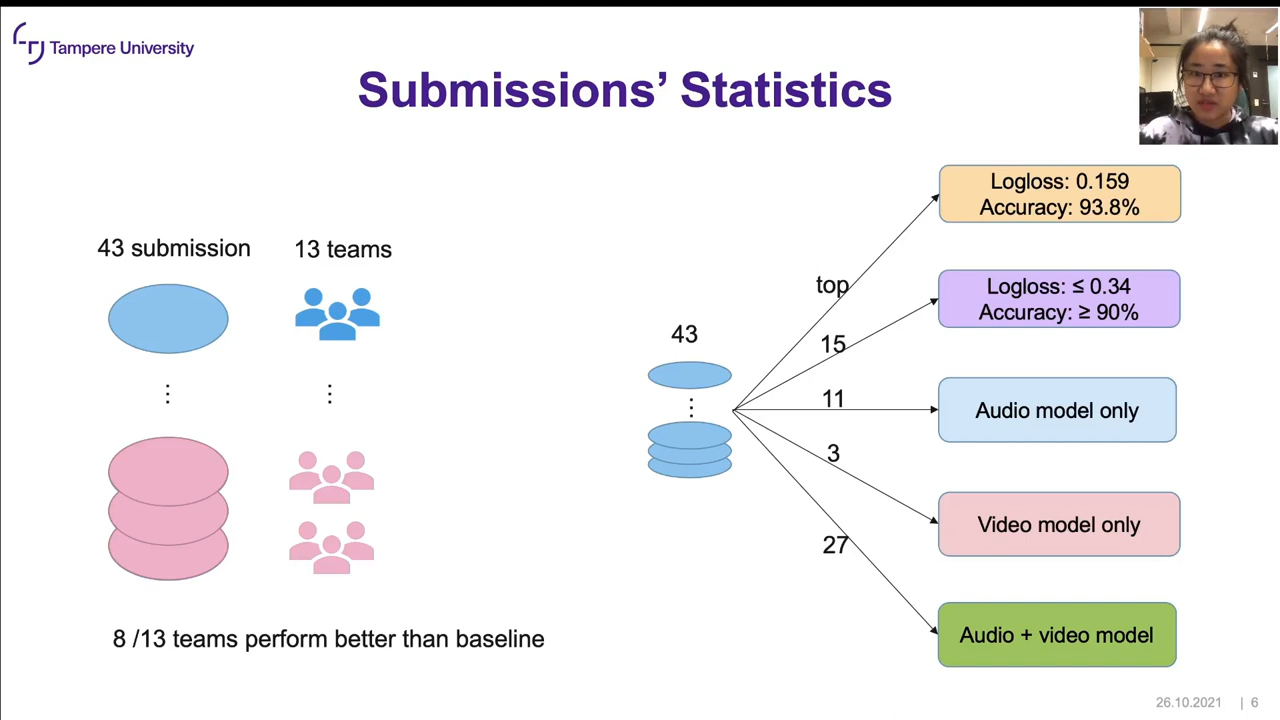 Tampere University
Submissions' Statistics
43 submission
13 teams
⋮
⋮
8 /13 teams perform better than baseline
43
⋮
top
15
11
3
27
Logloss: 0.159
Accuracy: 93.8%
Logloss: ≤ 0.34
Accuracy: ≥ 90%
Audio model only
Video model only
Audio + video model
26.10.2021 | 6